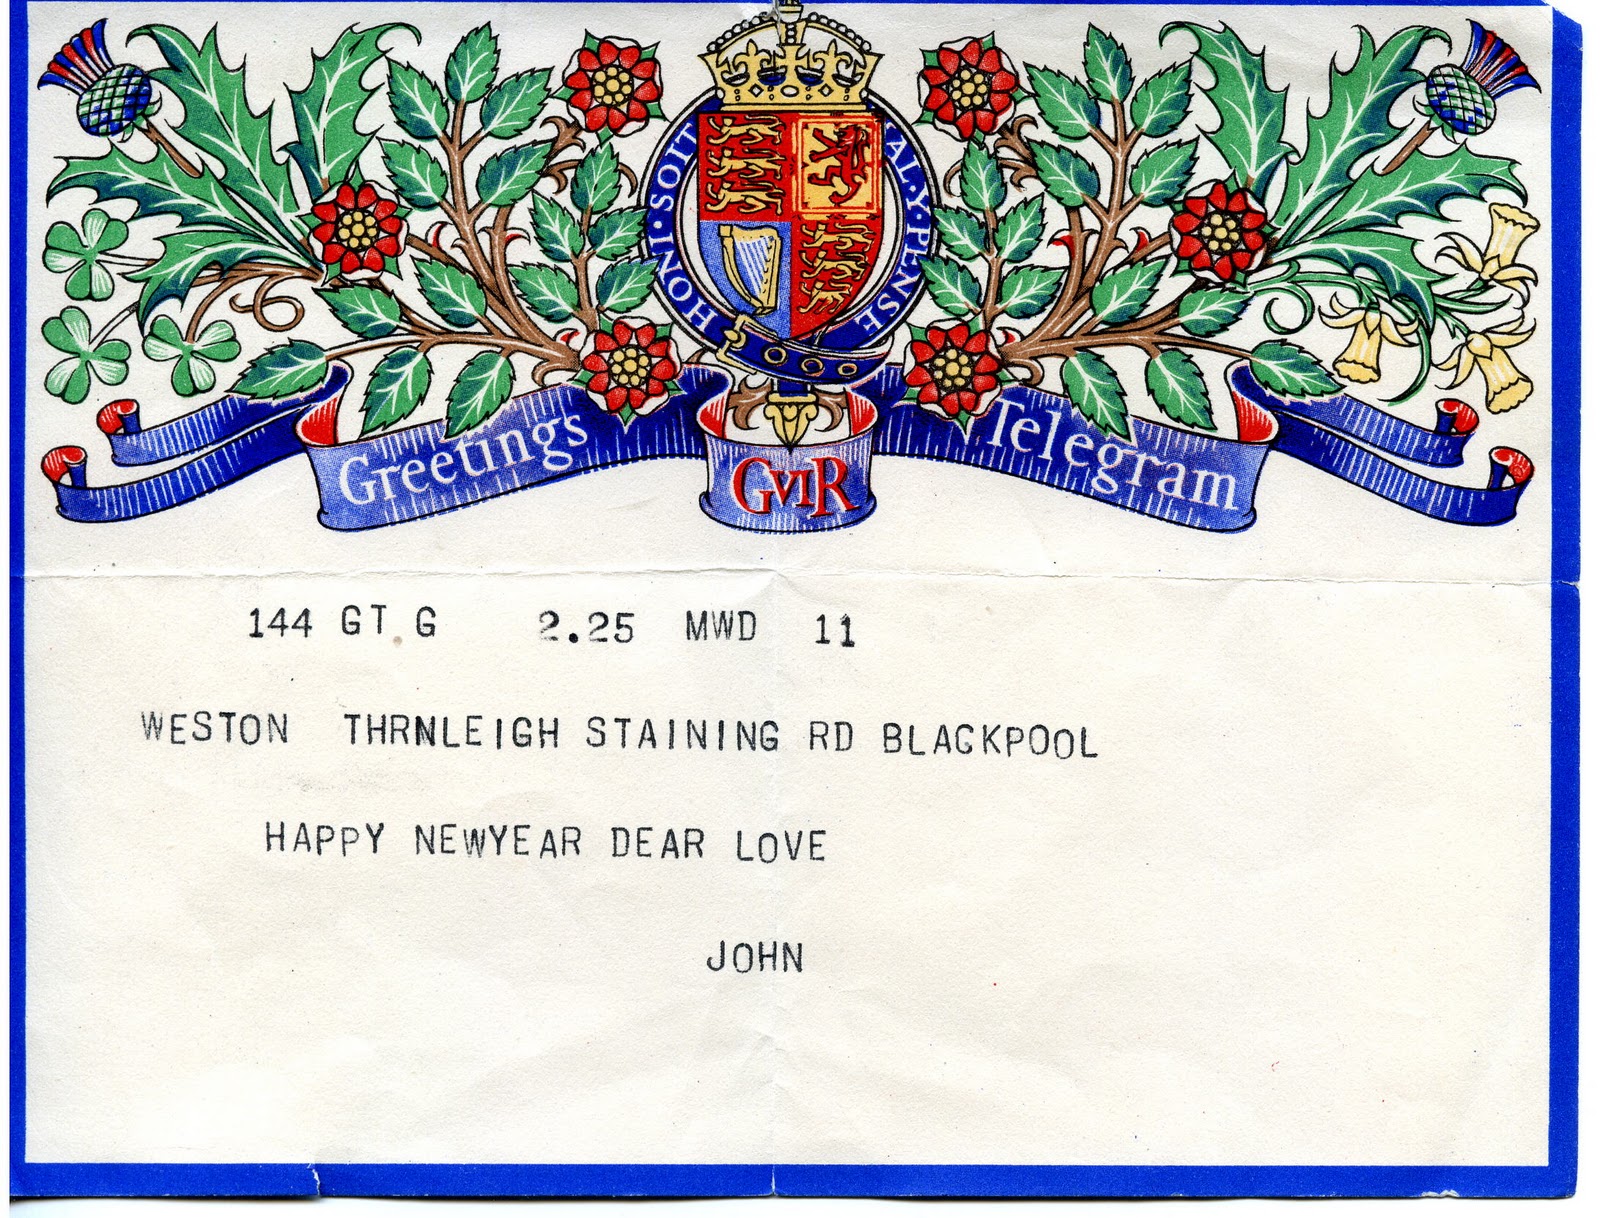 HONI · SOIT · · · MAL · Y · PENSE
Greetings GVIR Telegram
144 GT G 2.25 MWD 11
WESTON THRNLEIGH STAINING RD BLACKPOOL
HAPPY NEWYEAR DEAR LOVE
JOHN